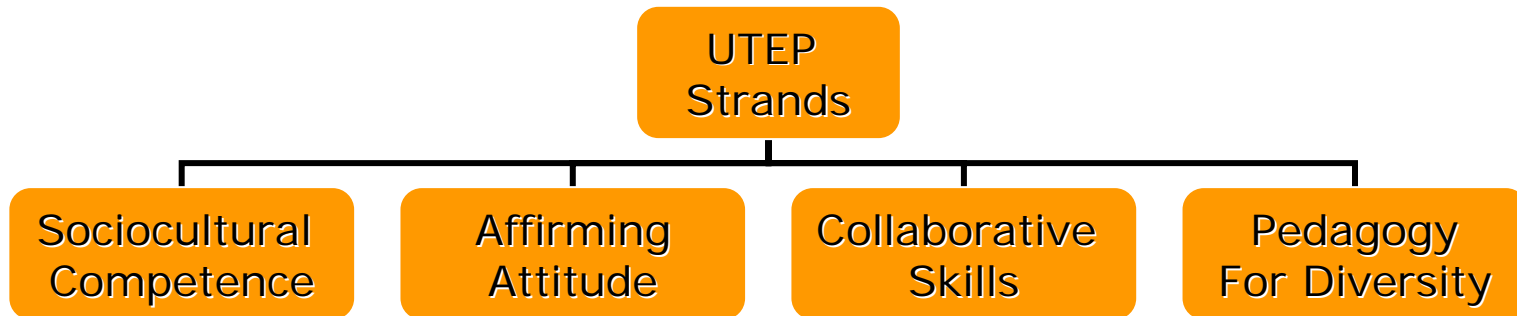 UTEP
Strands
Sociocultural
Competence
Affirming
Attitude
Collaborative
Skills
Pedagogy
For Diversity